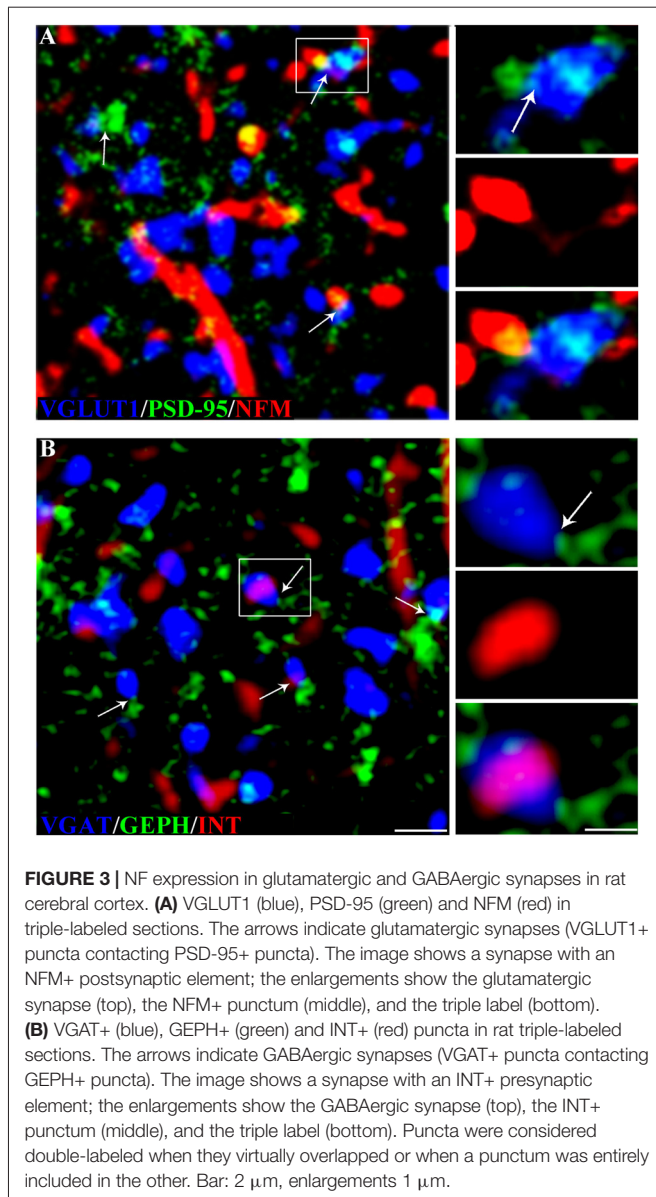 A
VGLUT1/PSD-95/NFM
B
VGAT/GEPH/INT
FIGURE 3 | NF expression in glutamatergic and GABAergic synapses in rat
cerebral cortex. (A) VGLUT1 (blue), PSD-95 (green) and NFM (red) in
triple-labeled sections. The arrows indicate glutamatergic synapses (VGLUT1+
puncta contacting PSD-95+ puncta). The image shows a synapse with an
NFM+ postsynaptic element; the enlargements show the glutamatergic
synapse (top), the NFM+ punctum (middle), and the triple label (bottom).
(B) VGAT+ (blue), GEPH+ (green) and INT+ (red) puncta in rat triple-labeled
sections. The arrows indicate GABAergic synapses (VGAT+ puncta contacting
GEPH+ puncta). The image shows a synapse with an INT+ presynaptic
element; the enlargements show the GABAergic synapse (top), the INT+
punctum (middle), and the triple label (bottom). Puncta were considered
double-labeled when they virtually overlapped or when a punctum was entirely
included in the other. Bar: 2 μm, enlargements 1 μm.